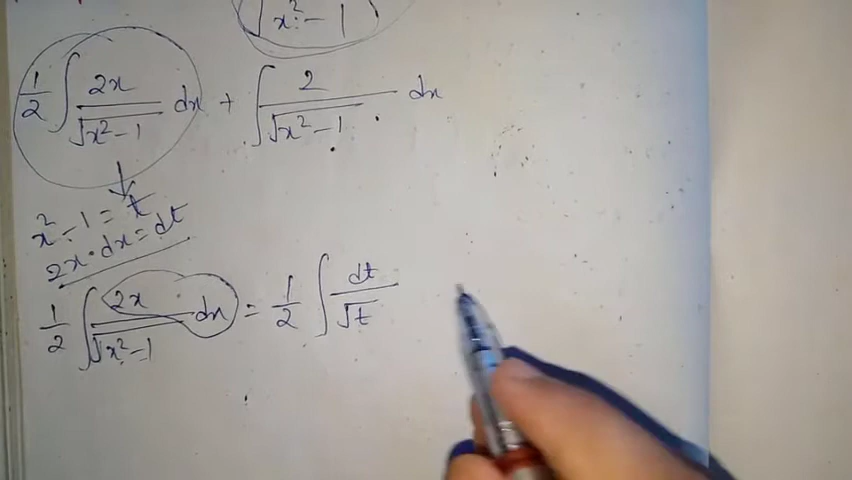 x² - 1
1/2 ∫ 2x/√(x² - 1) dx + ∫ 2/√(x² - 1) dx
x² - 1 = t
2x · dx = dt
1/2 ∫ 2x/√(x² - 1) dx = 1/2 ∫ dt/√t